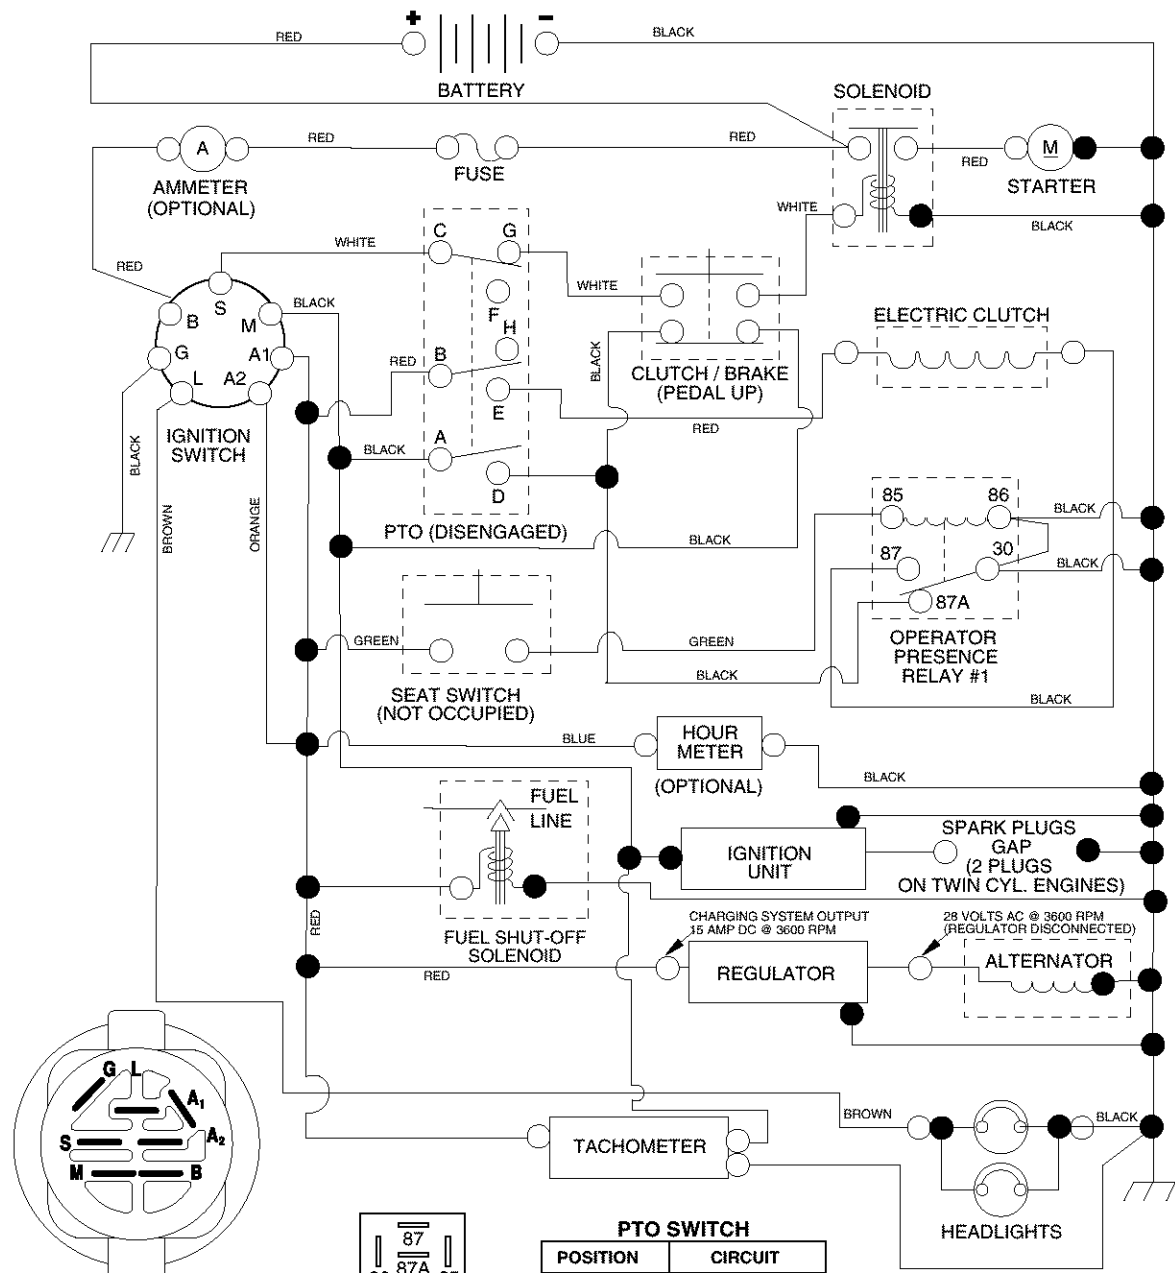 + −
RED
BLACK
BATTERY
SOLENOID
RED
RED
A
RED
M
FUSE
AMMETER
(OPTIONAL)
STARTER
WHITE
BLACK
C
G
WHITE
RED
S
WHITE
F
BLACK
B
M
H
ELECTRIC CLUTCH
G
A1
B
RED
BLACK
CLUTCH / BRAKE
(PEDAL UP)
L
A2
E
RED
IGNITION
SWITCH
A
BLACK
BLACK
D
BROWN
ORANGE
PTO (DISENGAGED)
BLACK
85
86
BLACK
87
30
BLACK
87A
OPERATOR
PRESENCE
RELAY #1
GREEN
GREEN
BLACK
SEAT SWITCH
(NOT OCCUPIED)
BLACK
BLUE
HOUR
METER
(OPTIONAL)
BLACK
FUEL
LINE
IGNITION
UNIT
SPARK PLUGS
GAP
(2 PLUGS
ON TWIN CYL. ENGINES)
RED
FUEL SHUT-OFF
SOLENOID
CHARGING SYSTEM OUTPUT
15 AMP DC @ 3600 RPM
28 VOLTS AC @ 3600 RPM
(REGULATOR DISCONNECTED)
RED
REGULATOR
ALTERNATOR
G L
A1
S
A2
M
B
BROWN
BLACK
TACHOMETER
HEADLIGHTS
87
87A
PTO SWITCH
POSITION CIRCUIT